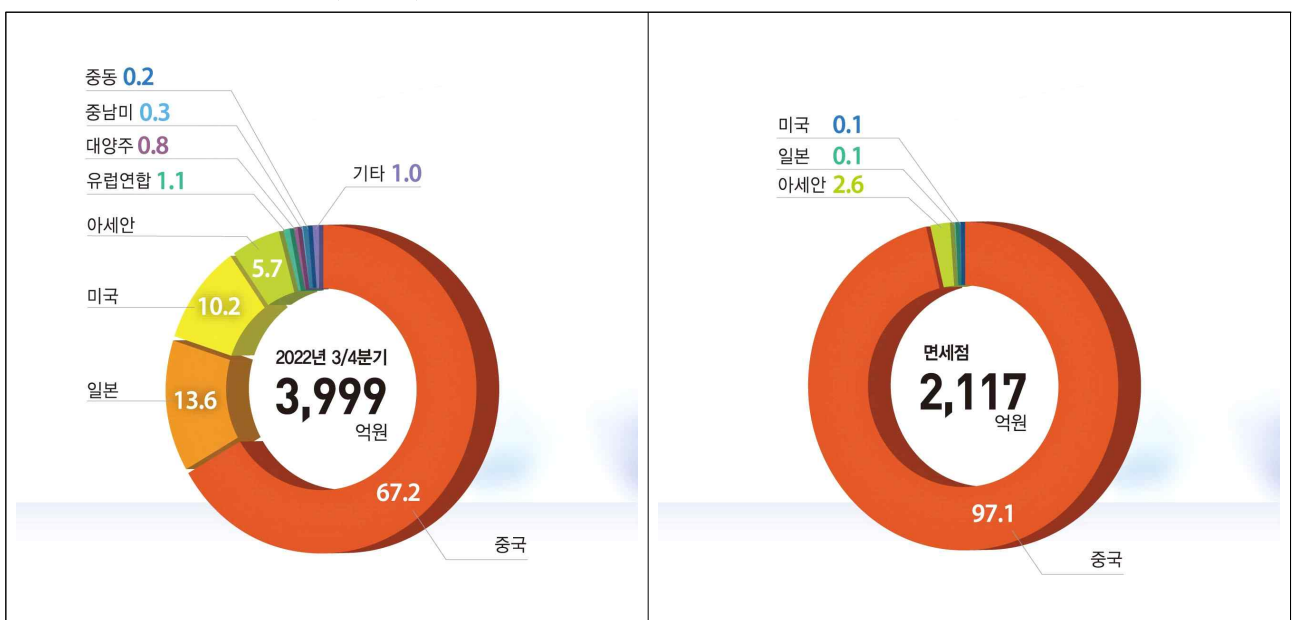 중동 0.2
중남미 0.3
대양주 0.8
유럽연합 1.1
기타 1.0
아세안
5.7
미국
10.2
일본
13.6
2022년 3/4분기
3,999
억원
67.2
중국
미국 0.1
일본 0.1
아세안 2.6
면세점
2,117
억원
97.1
중국